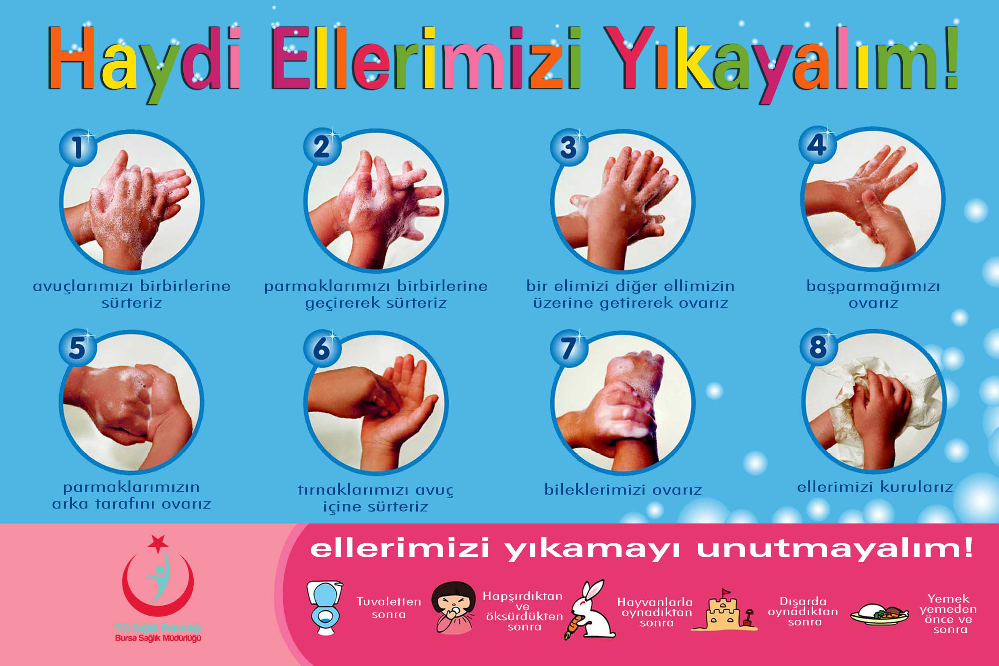 Haydi Ellerimizi Yıkayalım!
1
avuçlarımızı birbirlerine
sürteriz
2
parmaklarımızı birbirlerine
geçirerek sürteriz
3
bir elimizi diğer ellimizin
üzerine getirerek ovarız
4
başparmağımızı
ovarız
5
parmaklarımızın
arka tarafını ovarız
6
tırnaklarımızı avuç
içine sürteriz
7
bileklerimizi ovarız
8
ellerimizi kurularız
T.C Sağlık Bakanlığı
Bursa Sağlık Müdürlüğü
ellerimizi yıkamayı unutmayalım!
Tuvaletten
sonra
Hapşırdıktan
ve
öksürdükten
sonra
Hayvanlarla
oynadıktan
sonra
Dışarda
oynadıktan
sonra
Yemek
yemeden
önce ve
sonra